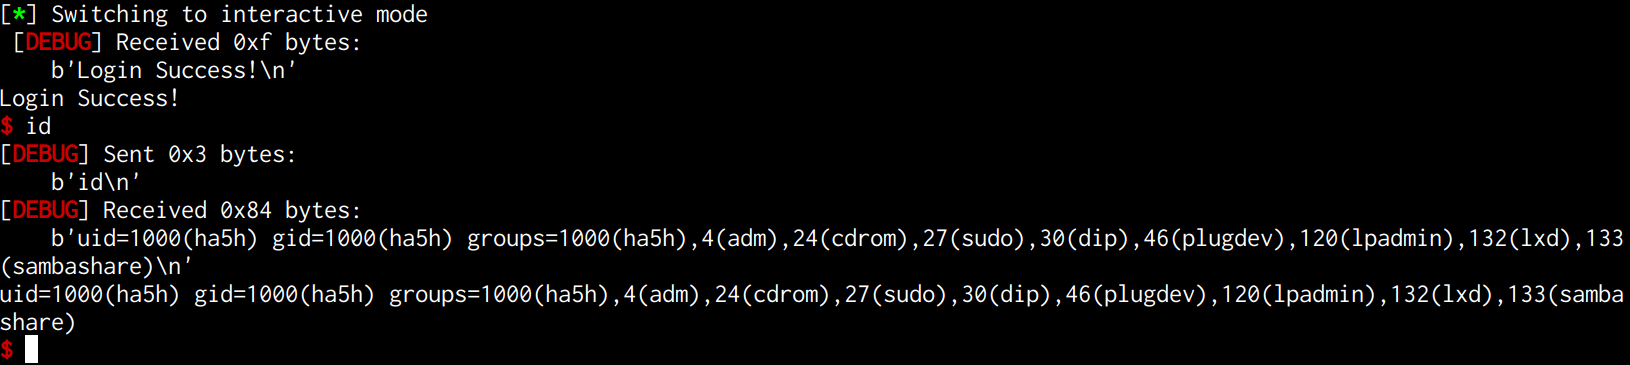 [*] Switching to interactive mode
 [DEBUG] Received 0xf bytes:
    b'Login Success!\n'
Login Success!
$ id
[DEBUG] Sent 0x3 bytes:
    b'id\n'
[DEBUG] Received 0x84 bytes:
    b'uid=1000(ha5h) gid=1000(ha5h) groups=1000(ha5h),4(adm),24(cdrom),27(sudo),30(dip),46(plugdev),120(lpadmin),132(lxd),133
(sambashare)\n'
uid=1000(ha5h) gid=1000(ha5h) groups=1000(ha5h),4(adm),24(cdrom),27(sudo),30(dip),46(plugdev),120(lpadmin),132(lxd),133(samba
share)
$